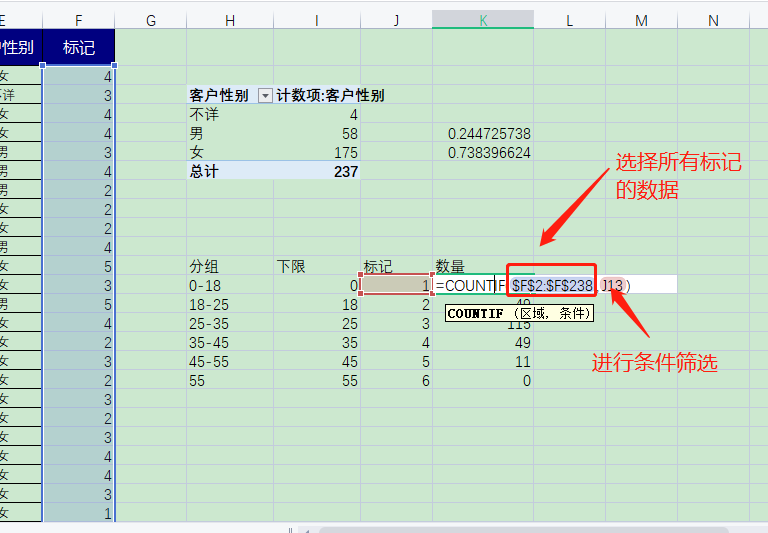 E F G H I J K L M N
户性别 标记
女 4
不详 3 客户性别 计数项:客户性别
女 4 不详 4
女 4 男 58 0.244725738
男 3 女 175 0.738396624
男 4 总计 237
男 2
女 2
女 2
男 4
女 5 分组 下限 标记 数量
女 3 0-18 0 1 =COUNTIF($F$2:$F$238,J13)
男 5 18-25 18 2 49
女 4 25-35 25 3 115
女 2 35-45 35 4 49
女 3 45-55 45 5 11
女 2 55 55 6 0
女 3
女 2
女 3
女 4
女 4
女 3
女 1
COUNTIF (区域, 条件)
选择所有标记
的数据
进行条件筛选